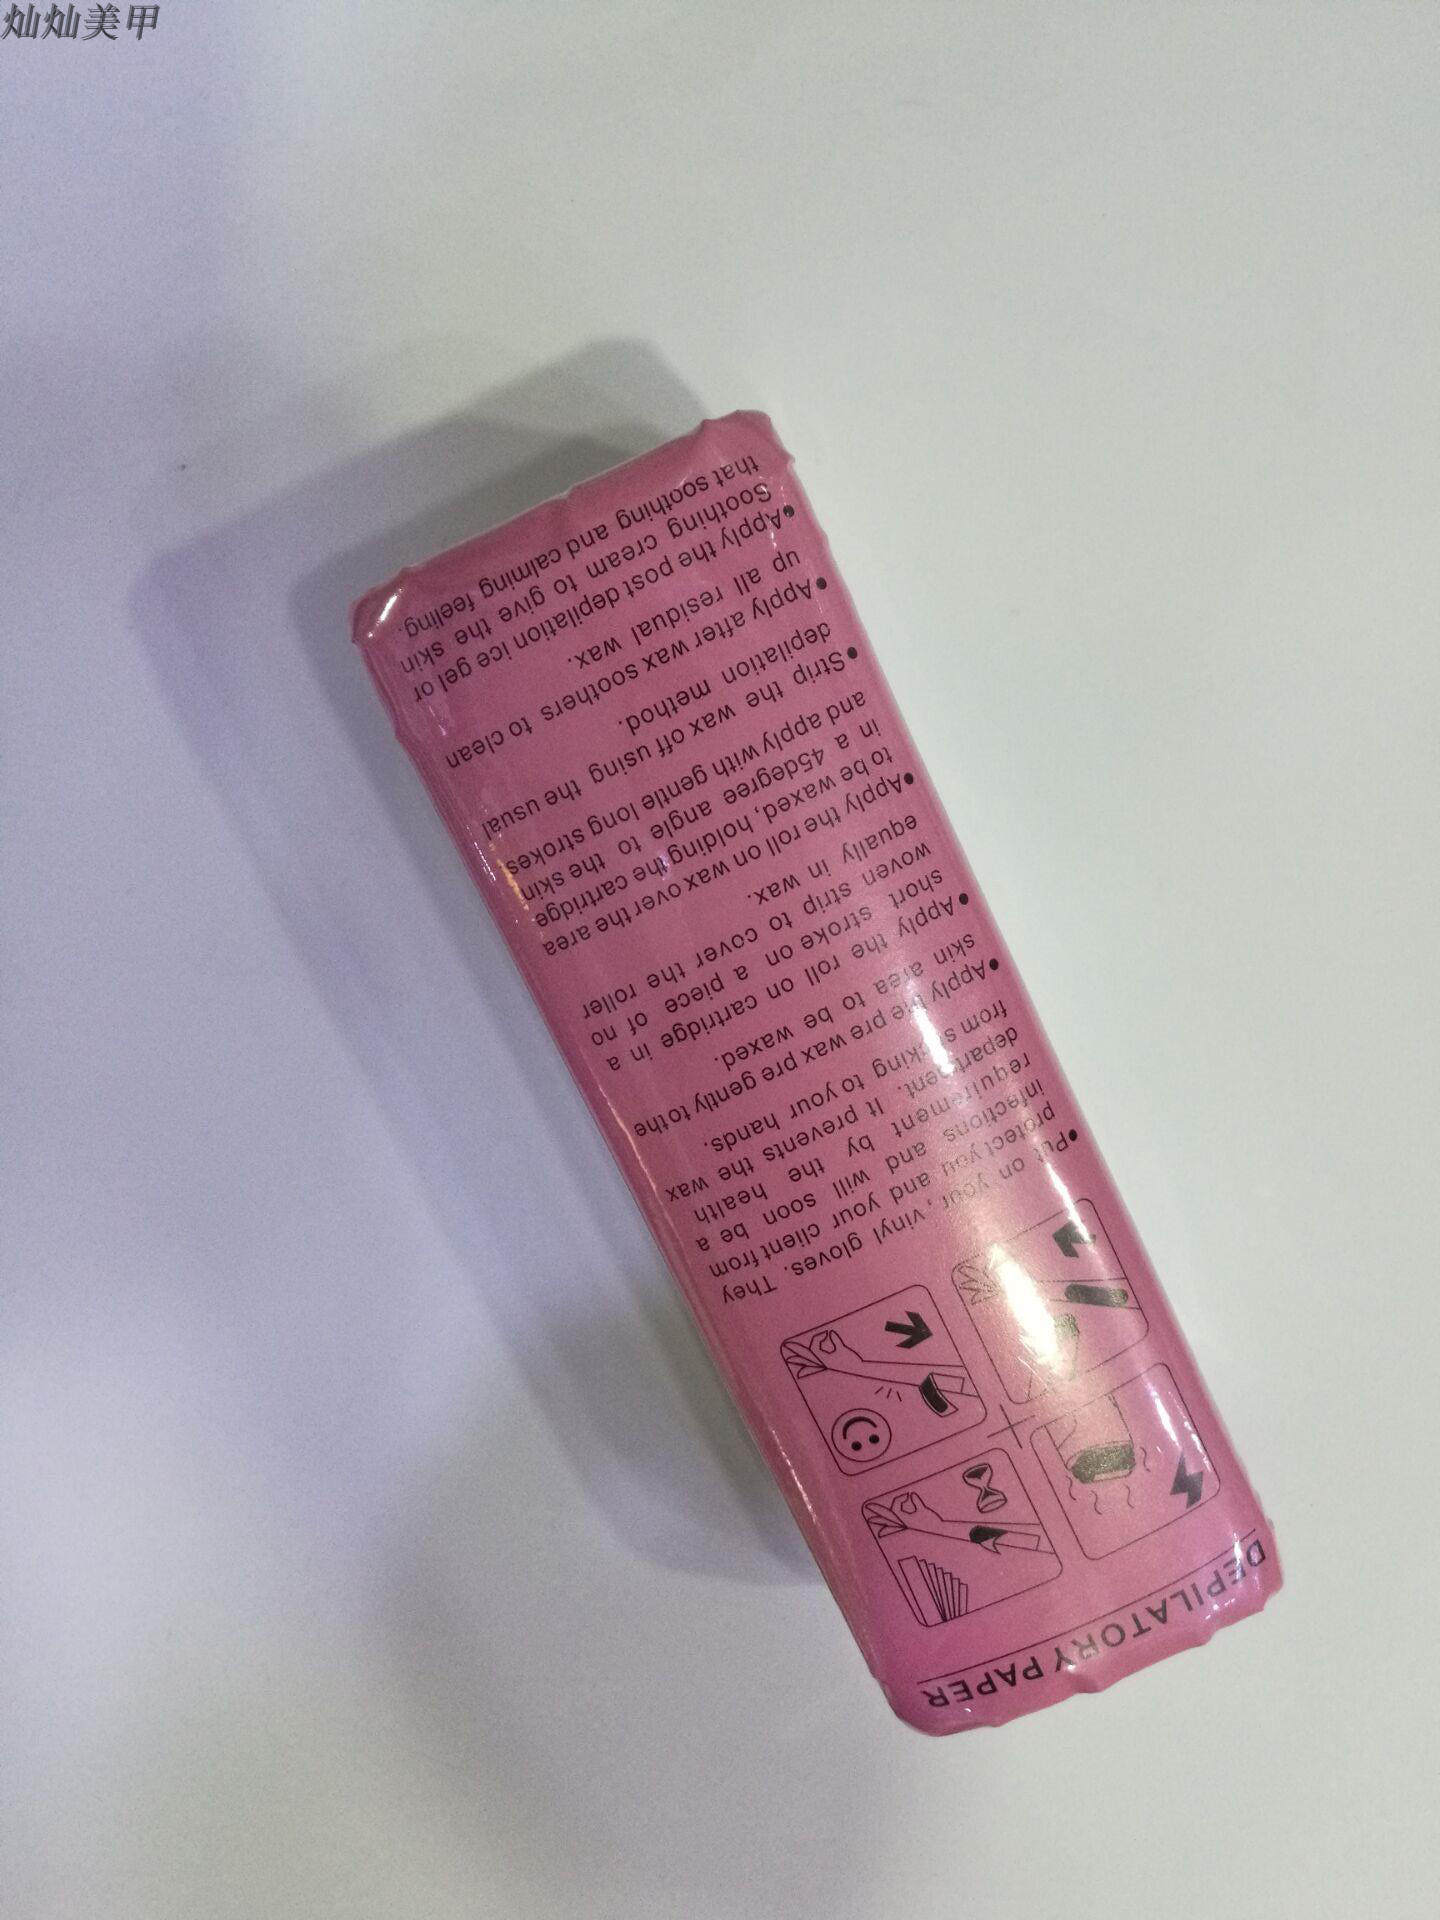 灿灿美甲
DEPILATORY PAPER
•Put on your, vinyl gloves. They
protect you and your client from
infactions and will soon be a
requirement by the health
department. It prevents the wax
from sticking to your hands.
•Apply the pre wax pre gently to the
skin area to be waxed.
•Apply the roll on cartridge in a
short stroke on a piece of no
woven strip to cover the roller
equally in wax.
•Apply the roll on wax over the area
to be waxed, holding the cartridge
in a 45degree angle to the skin
and apply with gentle long strokes.
•Strip the wax off using the usual
depilation method.
•Apply after wax soothers to clean
up all residual wax.
•Apply the post depilation ice gel or
Soothing cream to give the skin
that soothing and calming feeling.